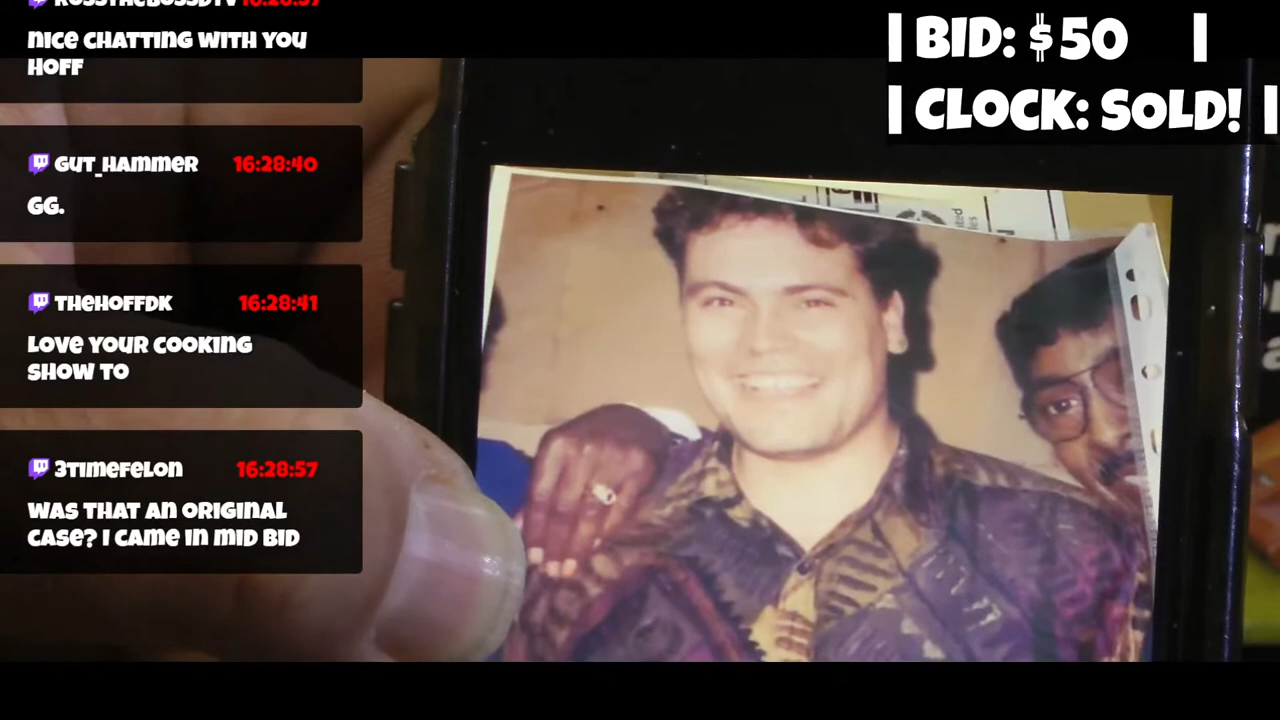 NICE CHATTING WITH YOU
HOFF
GUT_HAMMER 16:28:40
GG.
THEHOFFDK 16:28:41
LOVE YOUR COOKING
SHOW TO
3TIMEFELON 16:28:57
WAS THAT AN ORIGINAL
CASE? I CAME IN MID BID
| BID: $50 |
| CLOCK: SOLD! |